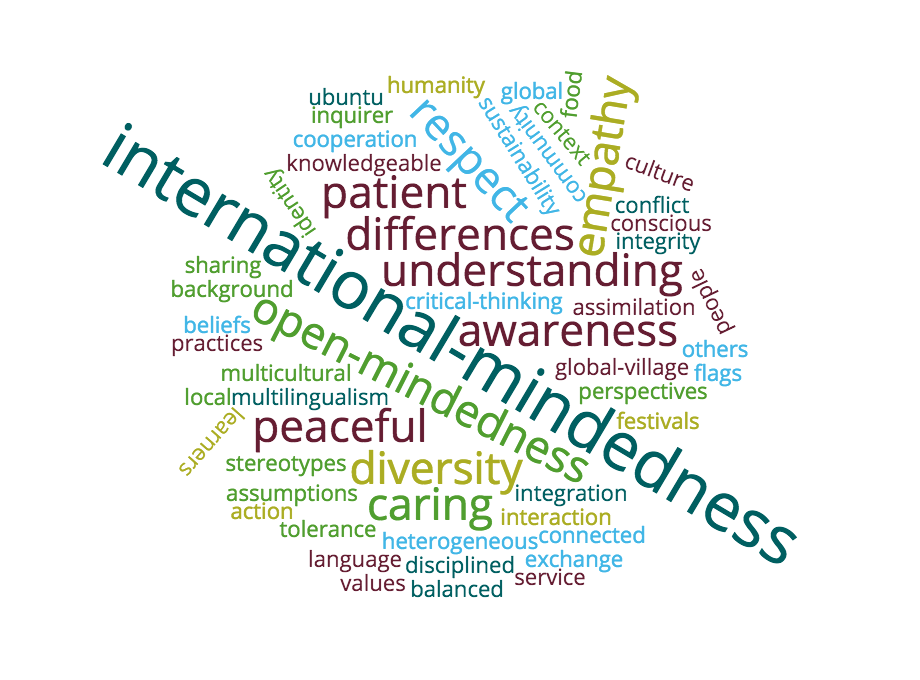 humanity
global
food
ubuntu
inquirer
respect
sustainability
community
context
empathy
cooperation
knowledgeable
culture
identity
patient
conflict
conscious
integrity
differences
international-mindedness
understanding
sharing
background
critical-thinking
assimilation
people
open-mindedness
awareness
beliefs
practices
others
flags
global-village
multicultural
perspectives
local
multilingualism
festivals
learners
peaceful
stereotypes
diversity
assumptions
caring
integration
action
interaction
tolerance
heterogeneous
connected
language
disciplined
exchange
values
balanced
service